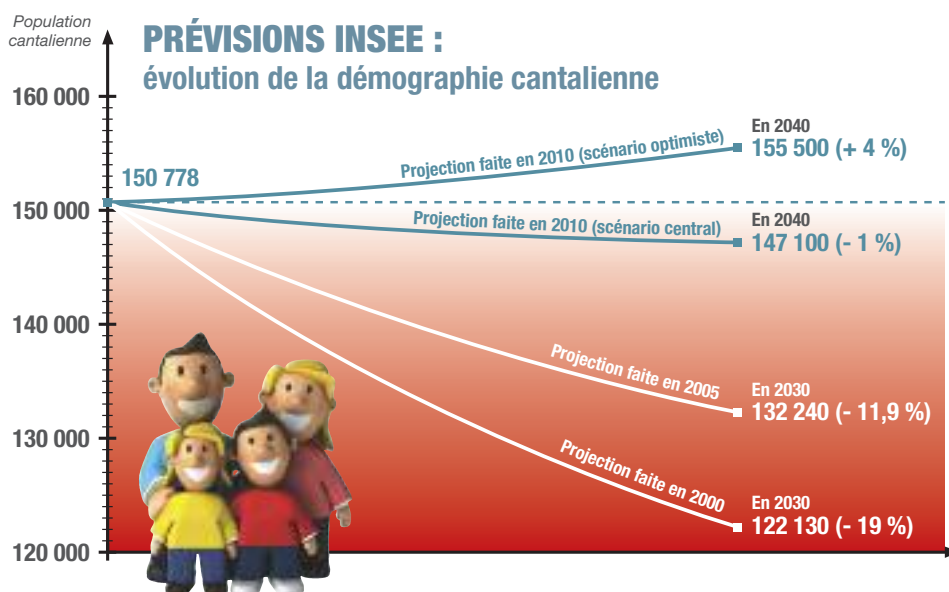 Population
cantalienne
PRÉVISIONS INSEE :
évolution de la démographie cantalienne
160 000
150 000
140 000
130 000
120 000
150 778
Projection faite en 2010 (scénario optimiste)
En 2040
155 500 (+ 4 %)
Projection faite en 2010 (scénario central)
En 2040
147 100 (- 1 %)
Projection faite en 2005
En 2030
132 240 (- 11,9 %)
Projection faite en 2000
En 2030
122 130 (- 19 %)